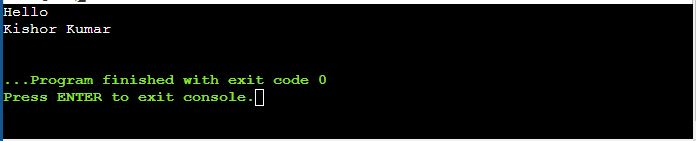 Hello
Kishor Kumar
...Program finished with exit code 0
Press ENTER to exit console.